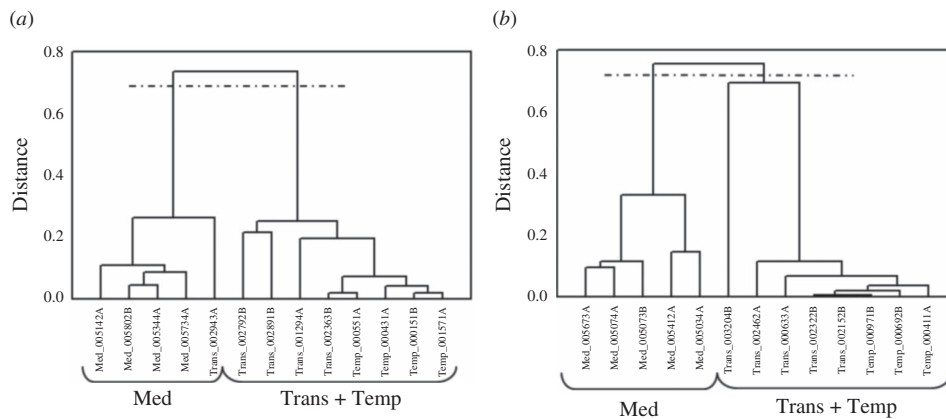 (a)
0.8
0.6
0.4
0.2
0.0
Distance
Med_005142A
Med_005802B
Med_005344A
Med_005734A
Trans_002943A
Trans_002792B
Trans_002891B
Trans_001294A
Trans_002363B
Temp_000551A
Temp_000431A
Temp_000151B
Temp_001571A
Med
Trans + Temp
(b)
0.8
0.6
0.4
0.2
0.0
Distance
Med_005673A
Med_005074A
Med_005073B
Med_005412A
Med_005034A
Trans_003204B
Trans_002462A
Trans_000633A
Trans_002322B
Trans_002152B
Temp_000971B
Temp_000692B
Temp_000411A
Med
Trans + Temp